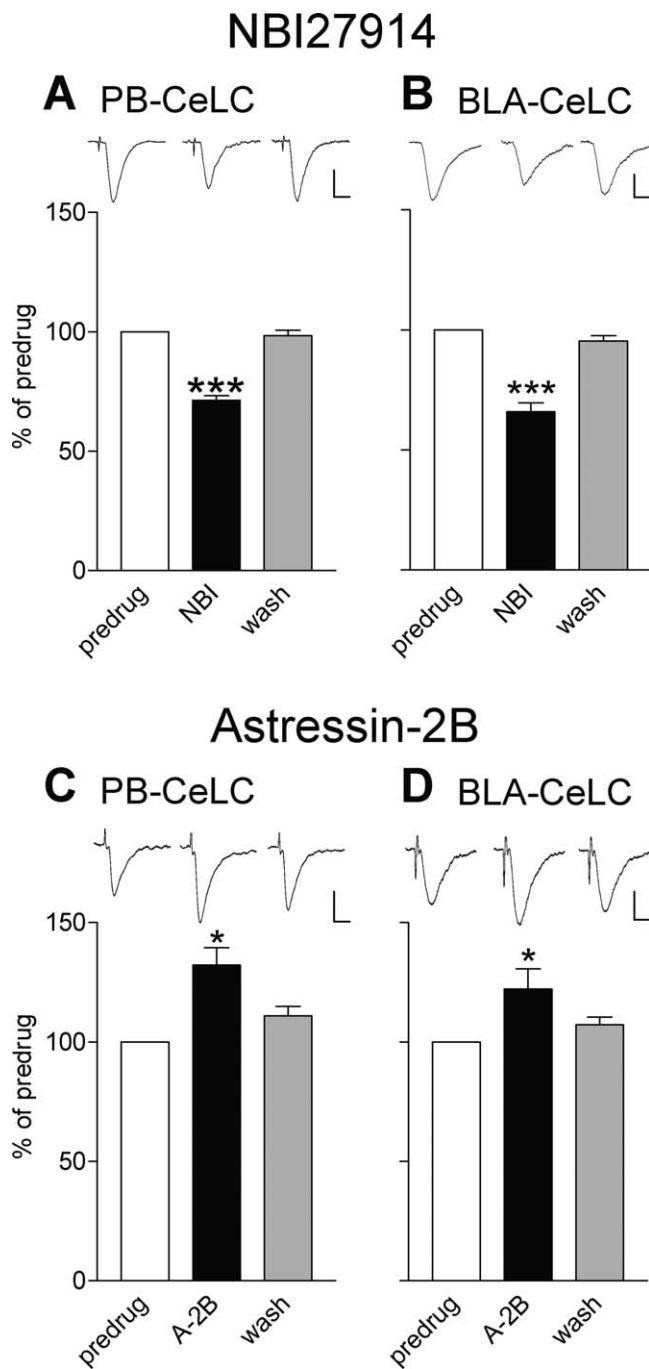 NBI27914
A PB-CeLC
B BLA-CeLC
150
100
50
0
% of predrug
***
***
predrug
NBI
wash
predrug
NBI
wash
Astressin-2B
C PB-CeLC
D BLA-CeLC
150
100
50
0
% of predrug
*
*
predrug
A-2B
wash
predrug
A-2B
wash